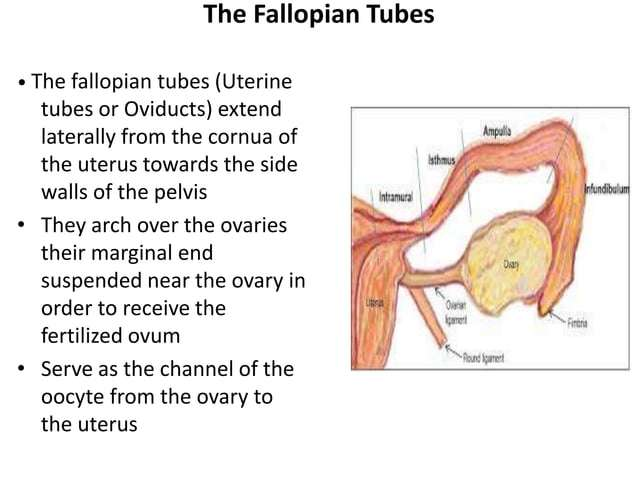 The Fallopian Tubes
• The fallopian tubes (Uterine
tubes or Oviducts) extend
laterally from the cornua of
the uterus towards the side
walls of the pelvis
• They arch over the ovaries
their marginal end
suspended near the ovary in
order to receive the
fertilized ovum
• Serve as the channel of the
oocyte from the ovary to
the uterus
Ampulla
Isthmus
Infundibulum
Intramural
Ovary
Uterus
Ovarian
ligament
Fimbria
Round ligament